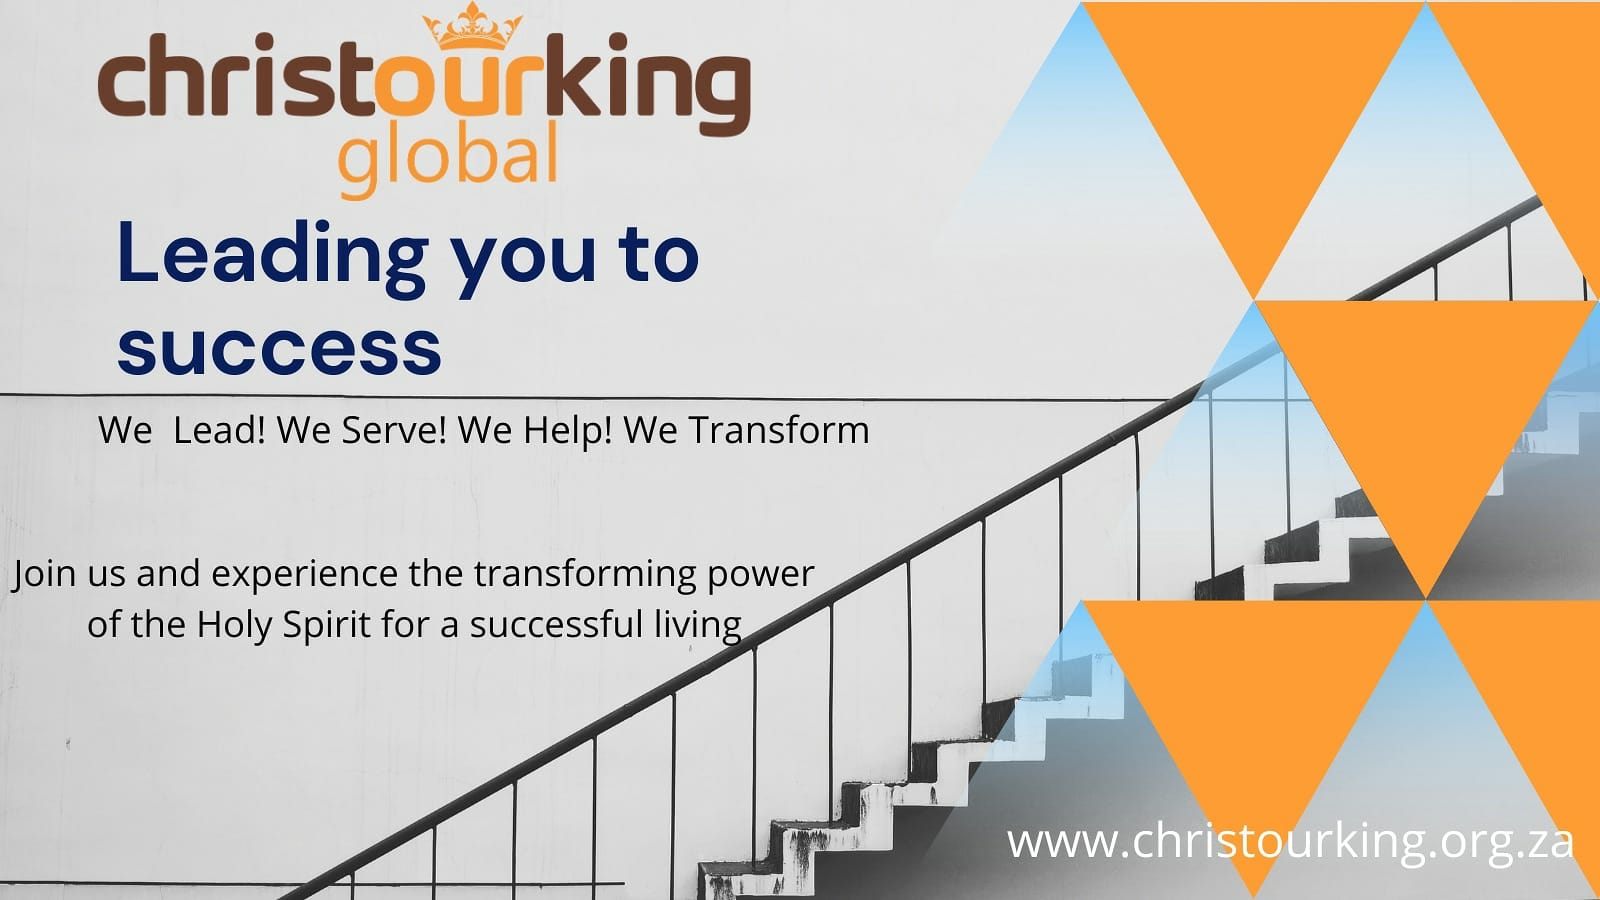 christourking
global
Leading you to
success
We  Lead! We Serve! We Help! We Transform
Join us and experience the transforming power
of the Holy Spirit for a successful living
www.christourking.org.za